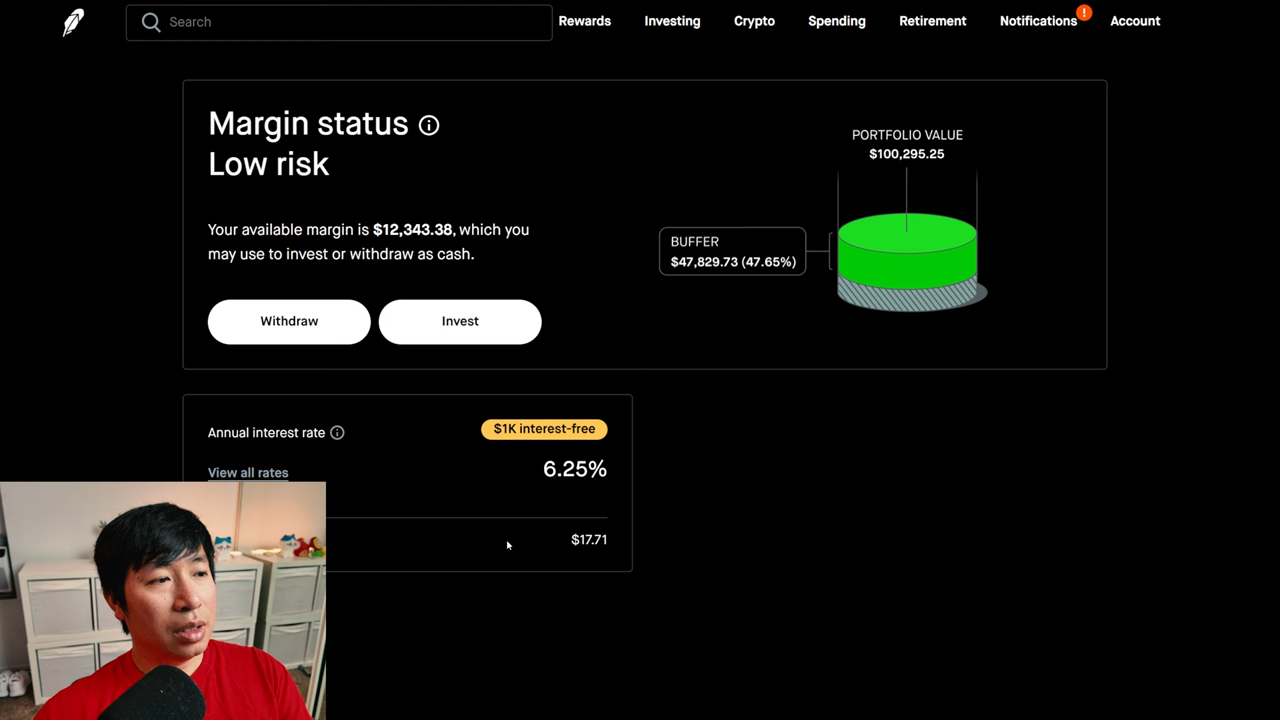 Search
Rewards
Investing
Crypto
Spending
Retirement
Notifications
!
Account
Margin status
Low risk
Your available margin is $12,343.38, which you
may use to invest or withdraw as cash.
Withdraw
Invest
PORTFOLIO VALUE
$100,295.25
BUFFER
$47,829.73 (47.65%)
Annual interest rate
$1K interest-free
View all rates
6.25%
$17.71